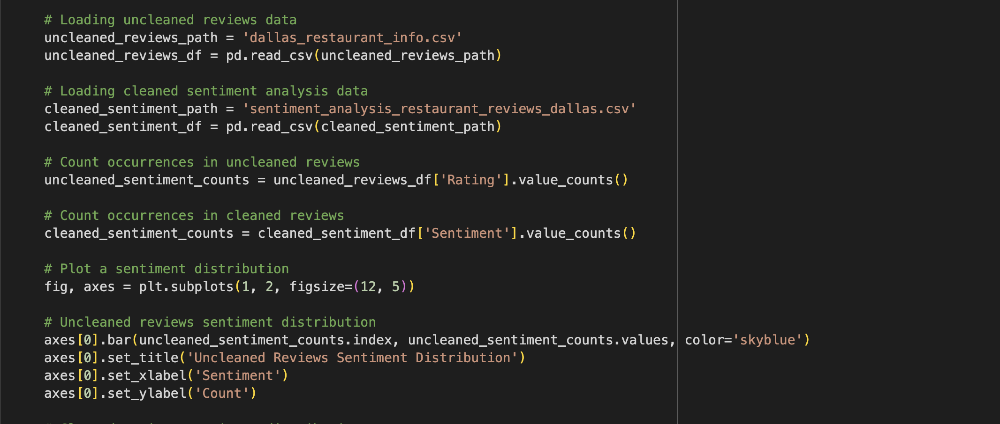 # Loading uncleaned reviews data
uncleaned_reviews_path = 'dallas_restaurant_info.csv'
uncleaned_reviews_df = pd.read_csv(uncleaned_reviews_path)
# Loading cleaned sentiment analysis data
cleaned_sentiment_path = 'sentiment_analysis_restaurant_reviews_dallas.csv'
cleaned_sentiment_df = pd.read_csv(cleaned_sentiment_path)
# Count occurrences in uncleaned reviews
uncleaned_sentiment_counts = uncleaned_reviews_df['Rating'].value_counts()
# Count occurrences in cleaned reviews
cleaned_sentiment_counts = cleaned_sentiment_df['Sentiment'].value_counts()
# Plot a sentiment distribution
fig, axes = plt.subplots(1, 2, figsize=(12, 5))
# Uncleaned reviews sentiment distribution
axes[0].bar(uncleaned_sentiment_counts.index, uncleaned_sentiment_counts.values, color='skyblue')
axes[0].set_title('Uncleaned Reviews Sentiment Distribution')
axes[0].set_xlabel('Sentiment')
axes[0].set_ylabel('Count')